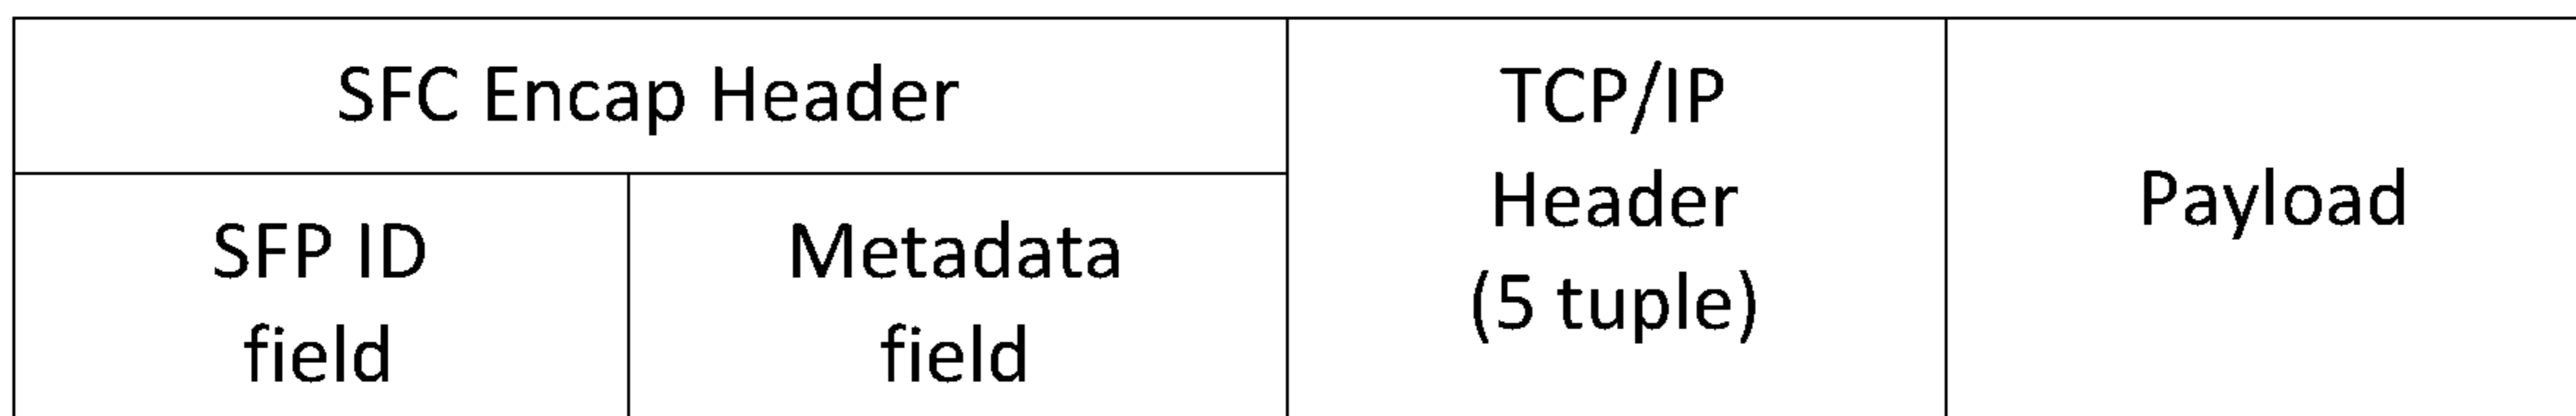 SFC Encap Header
SFP ID
field
Metadata
field
TCP/IP
Header
(5 tuple)
Payload